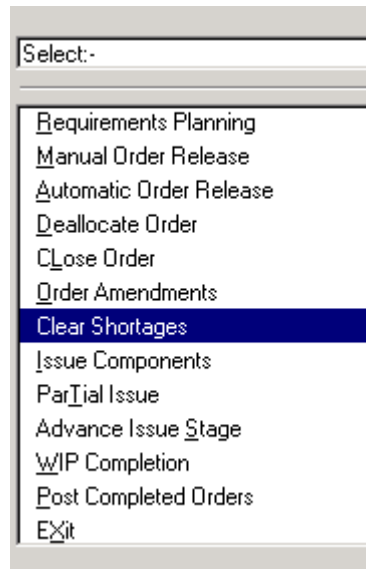 Select:-
Requirements Planning
Manual Order Release
Automatic Order Release
Deallocate Order
CLose Order
Order Amendments
Clear Shortages
Issue Components
ParTial Issue
Advance Issue Stage
WIP Completion
Post Completed Orders
EXit